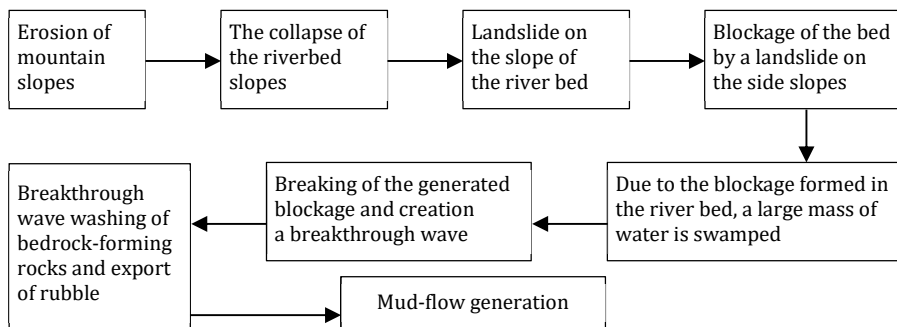 Erosion of
mountain
slopes
The collapse of
the riverbed
slopes
Landslide on
the slope of
the river bed
Blockage of the bed
by a landslide on
the side slopes
Due to the blockage formed in
the river bed, a large mass of
water is swamped
Breaking of the generated
blockage and creation
a breakthrough wave
Breakthrough
wave washing of
bedrock-forming
rocks and export
of rubble
Mud-flow generation